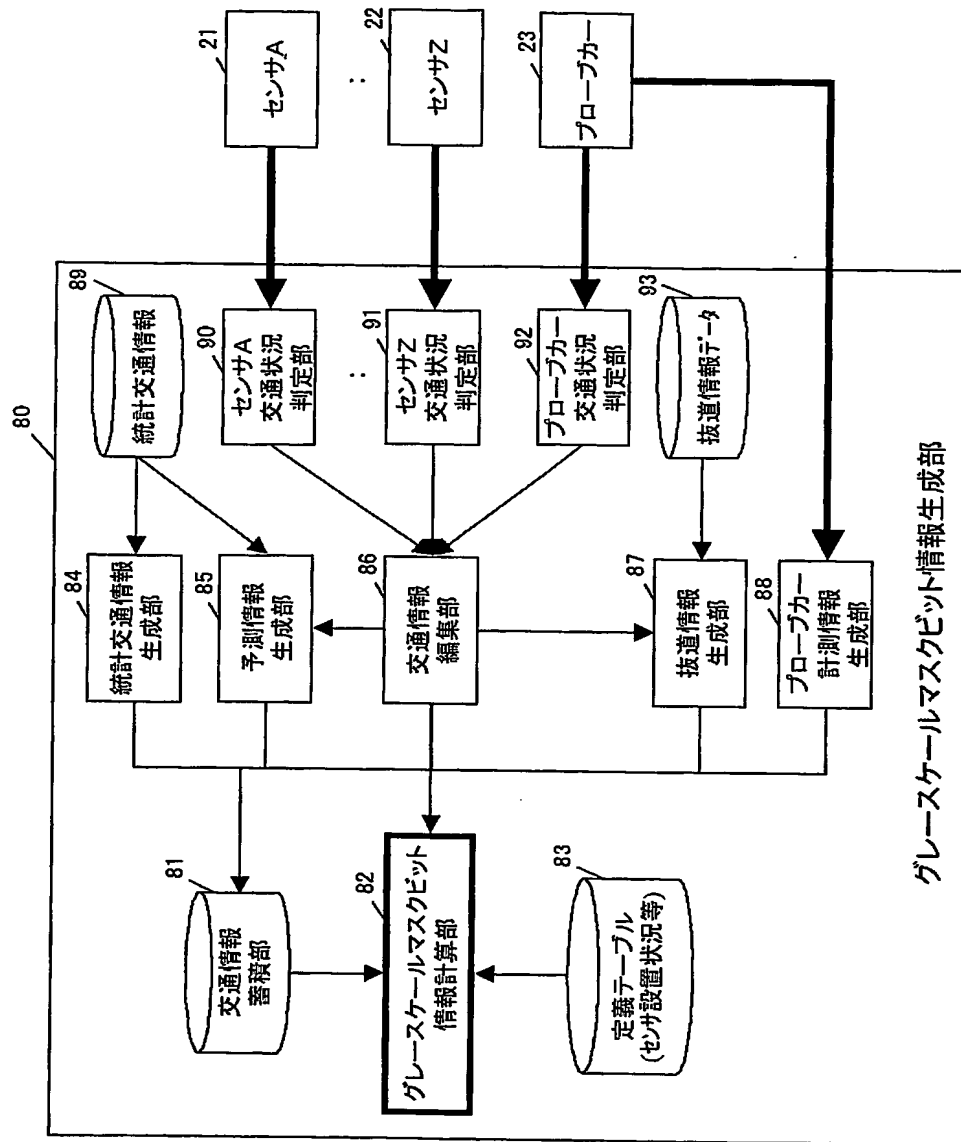 80
81
交通情報
蓄積部
82
グレースケールマスクビット
情報計算部
83
定義テーブル
(センサ設置状況等)
84
統計交通情報
生成部
85
予測情報
生成部
86
交通情報
編集部
87
抜道情報
生成部
88
プローブカー
計測情報
生成部
89
統計交通情報
90
センサA
交通状況
判定部
:
91
センサZ
交通状況
判定部
92
プローブカー
交通状況
判定部
93
抜道情報データ
21
センサA
:
22
センサZ
23
プローブカー
グレースケールマスクビット情報生成部